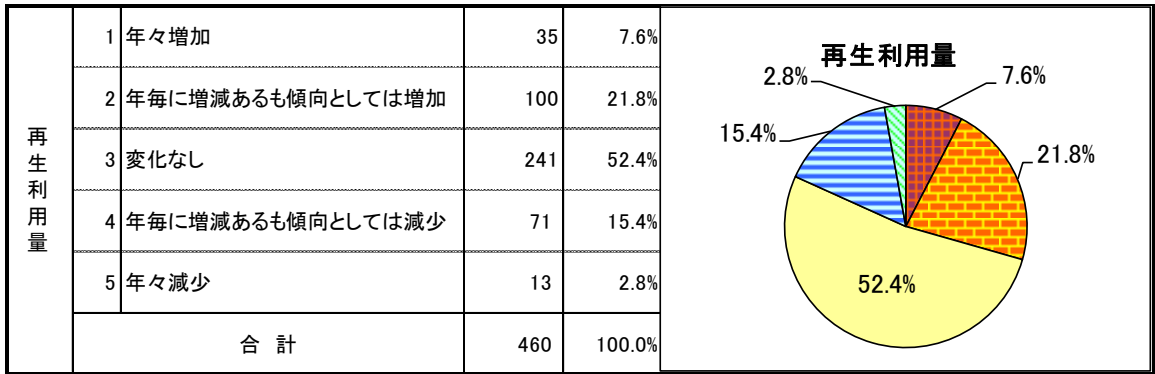 再生利用量
1 年々増加 35 7.6%
2 年毎に増減あるも傾向としては増加 100 21.8%
3 変化なし 241 52.4%
4 年毎に増減あるも傾向としては減少 71 15.4%
5 年々減少 13 2.8%
合 計 460 100.0%
再生利用量
2.8%
7.6%
15.4%
21.8%
52.4%